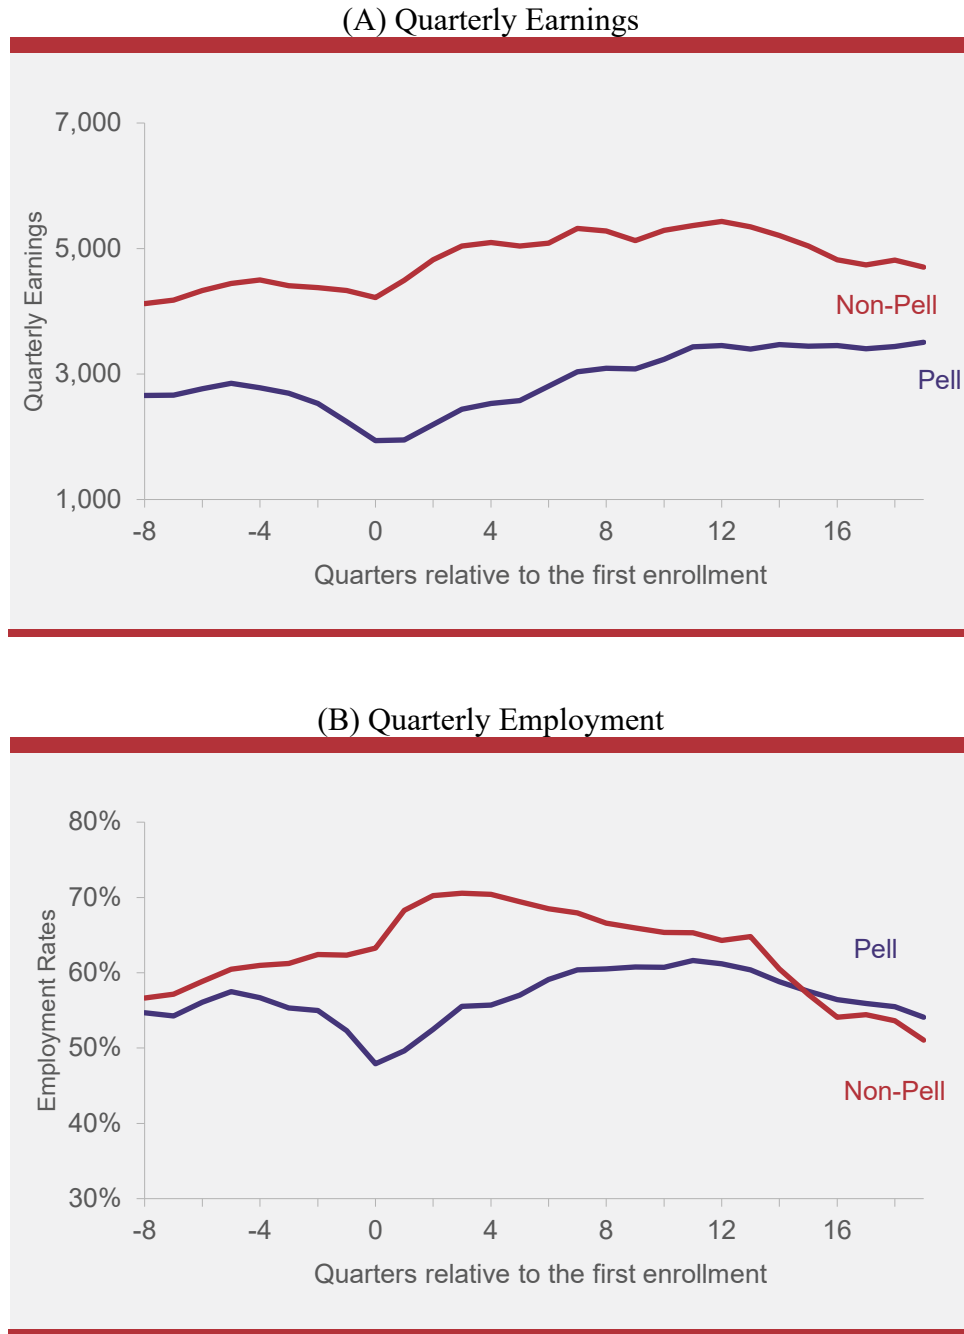 (A) Quarterly Earnings
7,000
5,000
3,000
1,000
Quarterly Earnings
Non-Pell
Pell
-8 -4 0 4 8 12 16
Quarters relative to the first enrollment
(B) Quarterly Employment
80%
70%
60%
50%
40%
30%
Employment Rates
Pell
Non-Pell
-8 -4 0 4 8 12 16
Quarters relative to the first enrollment